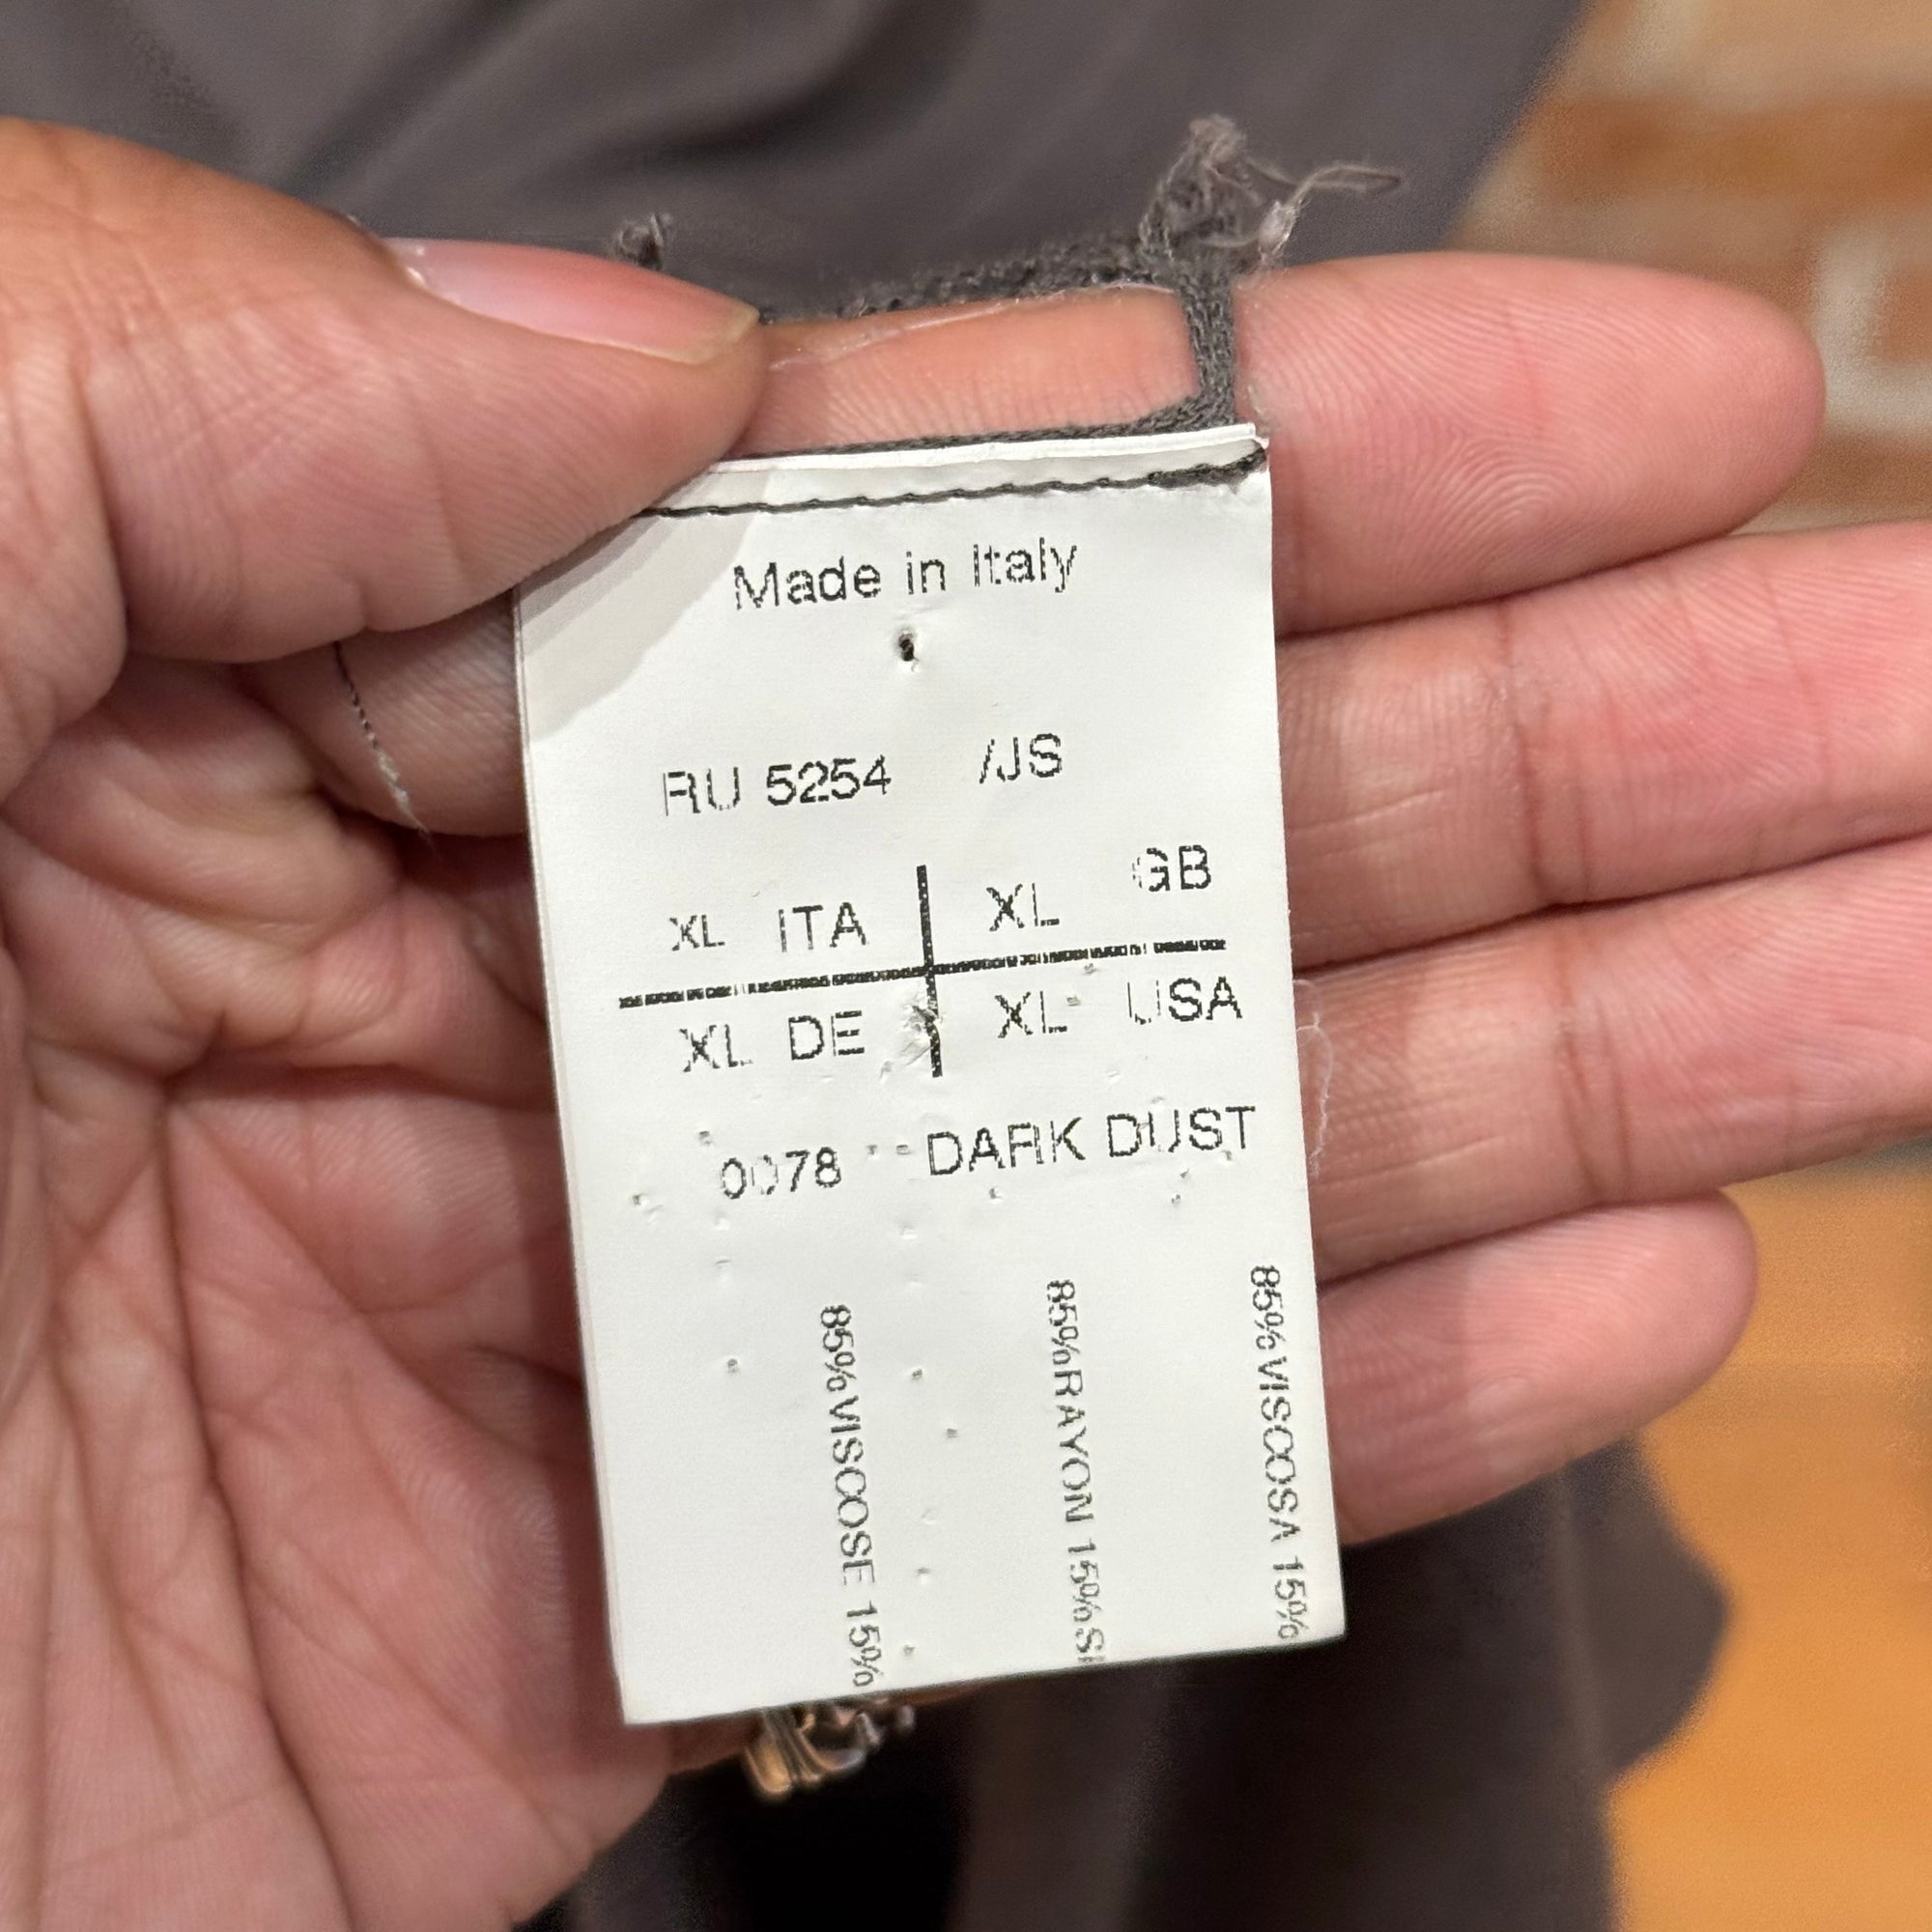 Made in Italy
RU 5254 /JS
XL ITA XL GB
XL DE XL USA
0078 DARK DUST
85%VISCOSE 15%
85%RAYON 15%
85%VISCOSA 15%